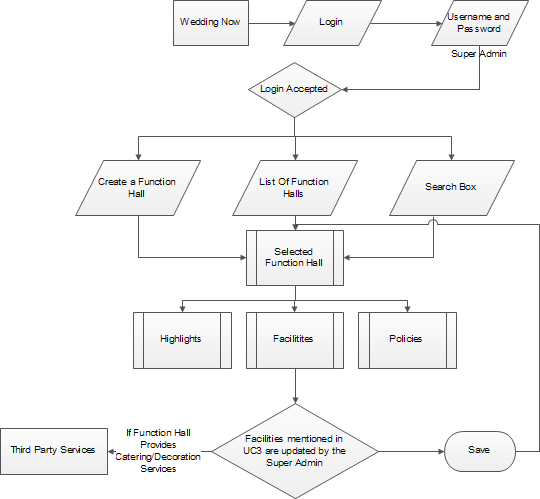 Wedding Now
Login
Username and
Password
Super Admin
Login Accepted
Create a Function
Hall
List Of Function
Halls
Search Box
Selected
Function Hall
Highlights
Facilitites
Policies
If Function Hall
Provides
Catering/Decoration
Services
Third Party Services
Facilities mentioned in
UC3 are updated by the
Super Admin
Save